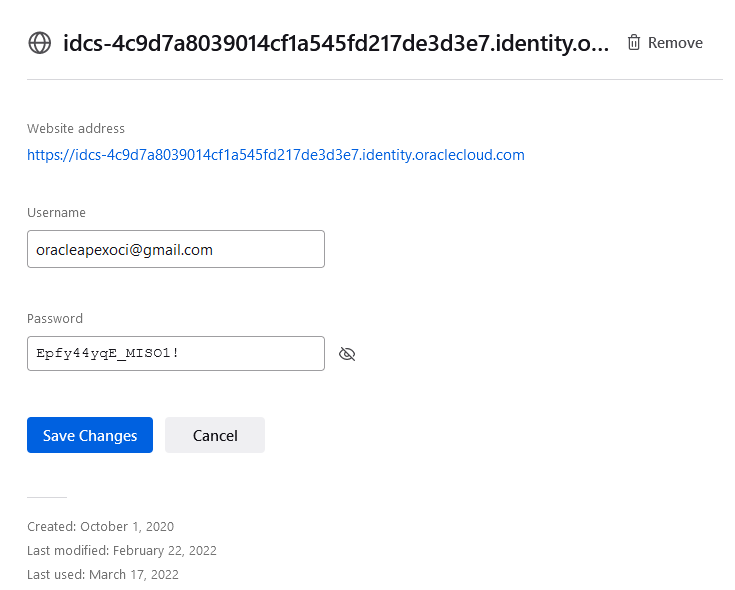 idcs-4c9d7a8039014cf1a545fd217de3d3e7.identity.o... Remove
Website address
https://idcs-4c9d7a8039014cf1a545fd217de3d3e7.identity.oraclecloud.com
Username
oracleapexoci@gmail.com
Password
Epfy44yqE_MISO1!
Save Changes Cancel
Created: October 1, 2020
Last modified: February 22, 2022
Last used: March 17, 2022